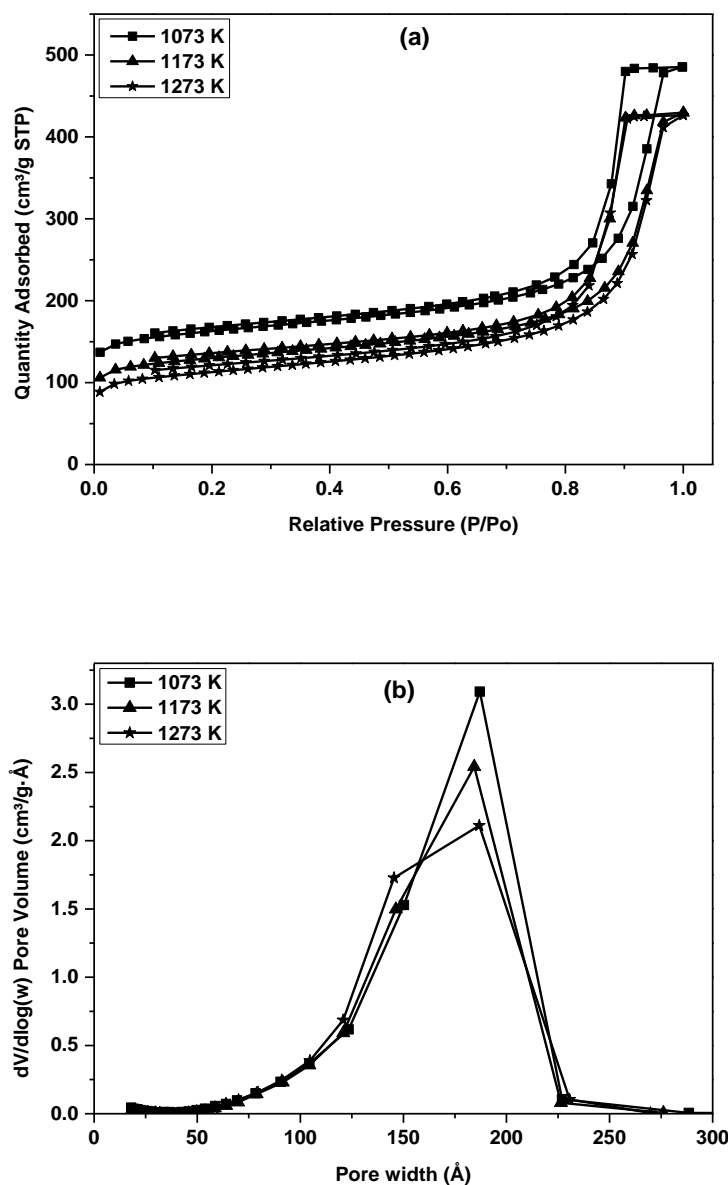 (a)
1073 K
1173 K
1273 K
500
400
300
200
100
0
0.0 0.2 0.4 0.6 0.8 1.0
Quantity Adsorbed (cm³/g STP)
Relative Pressure (P/Po)
(b)
1073 K
1173 K
1273 K
3.0
2.5
2.0
1.5
1.0
0.5
0.0
0 50 100 150 200 250 300
dV/dlog(w) Pore Volume (cm³/g·Å)
Pore width (Å)